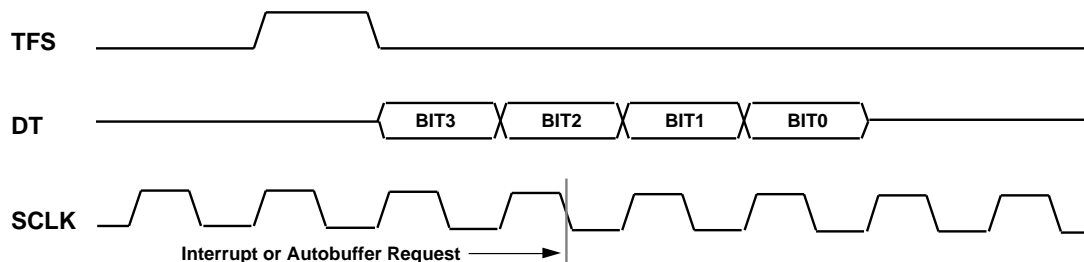 TFS
DT
BIT3 BIT2 BIT1 BIT0
SCLK
Interrupt or Autobuffer Request